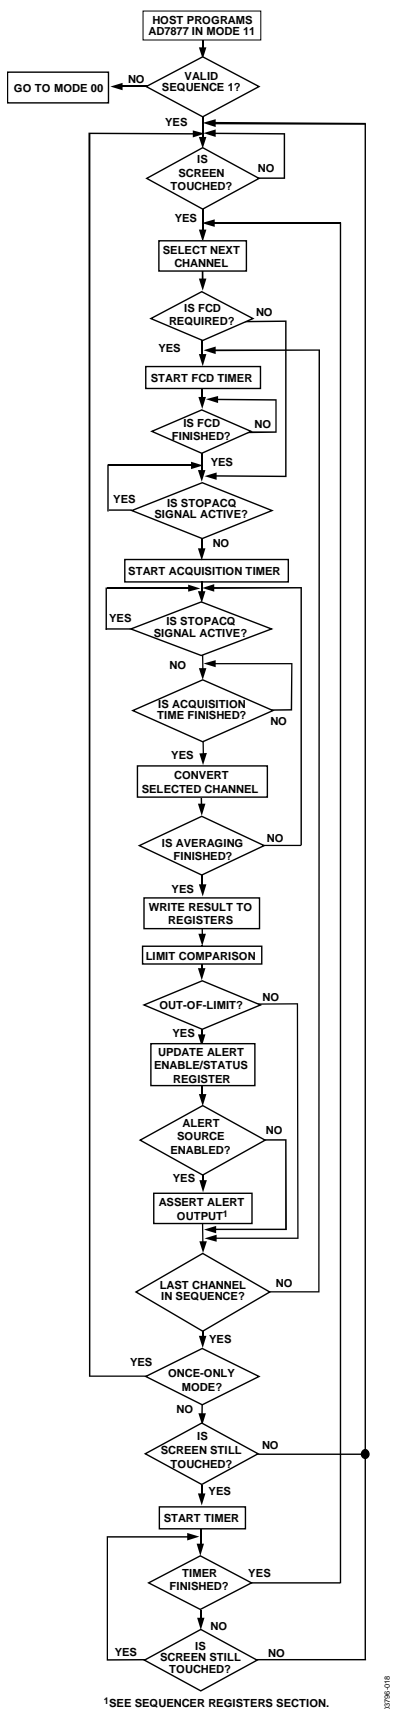 HOST PROGRAMS
AD7877 IN MODE 11
GO TO MODE 00
NO
VALID
SEQUENCE 1?
YES
IS
SCREEN
TOUCHED?
NO
YES
SELECT NEXT
CHANNEL
IS FCD
REQUIRED?
NO
YES
START FCD TIMER
IS FCD
FINISHED?
NO
YES
IS STOPACQ
SIGNAL ACTIVE?
YES
NO
START ACQUISITION TIMER
IS STOPACQ
SIGNAL ACTIVE?
YES
NO
IS ACQUISITION
TIME FINISHED?
NO
YES
CONVERT
SELECTED CHANNEL
IS AVERAGING
FINISHED?
NO
YES
WRITE RESULT TO
REGISTERS
LIMIT COMPARISON
OUT-OF-LIMIT?
NO
YES
UPDATE ALERT
ENABLE/STATUS
REGISTER
ALERT
SOURCE
ENABLED?
NO
YES
ASSERT ALERT
OUTPUT¹
LAST CHANNEL
IN SEQUENCE?
NO
YES
ONCE-ONLY
MODE?
YES
NO
IS
SCREEN STILL
TOUCHED?
NO
YES
START TIMER
TIMER
FINISHED?
YES
NO
IS
SCREEN STILL
TOUCHED?
YES
NO
¹SEE SEQUENCER REGISTERS SECTION.
03796-018